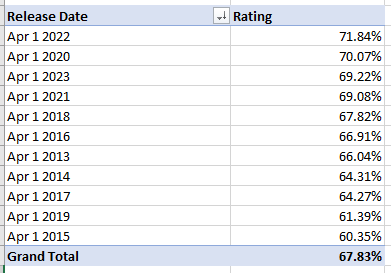 Release Date Rating
Apr 1 2022 71.84%
Apr 1 2020 70.07%
Apr 1 2023 69.22%
Apr 1 2021 69.08%
Apr 1 2018 67.82%
Apr 1 2016 66.91%
Apr 1 2013 66.04%
Apr 1 2014 64.31%
Apr 1 2017 64.27%
Apr 1 2019 61.39%
Apr 1 2015 60.35%
Grand Total 67.83%